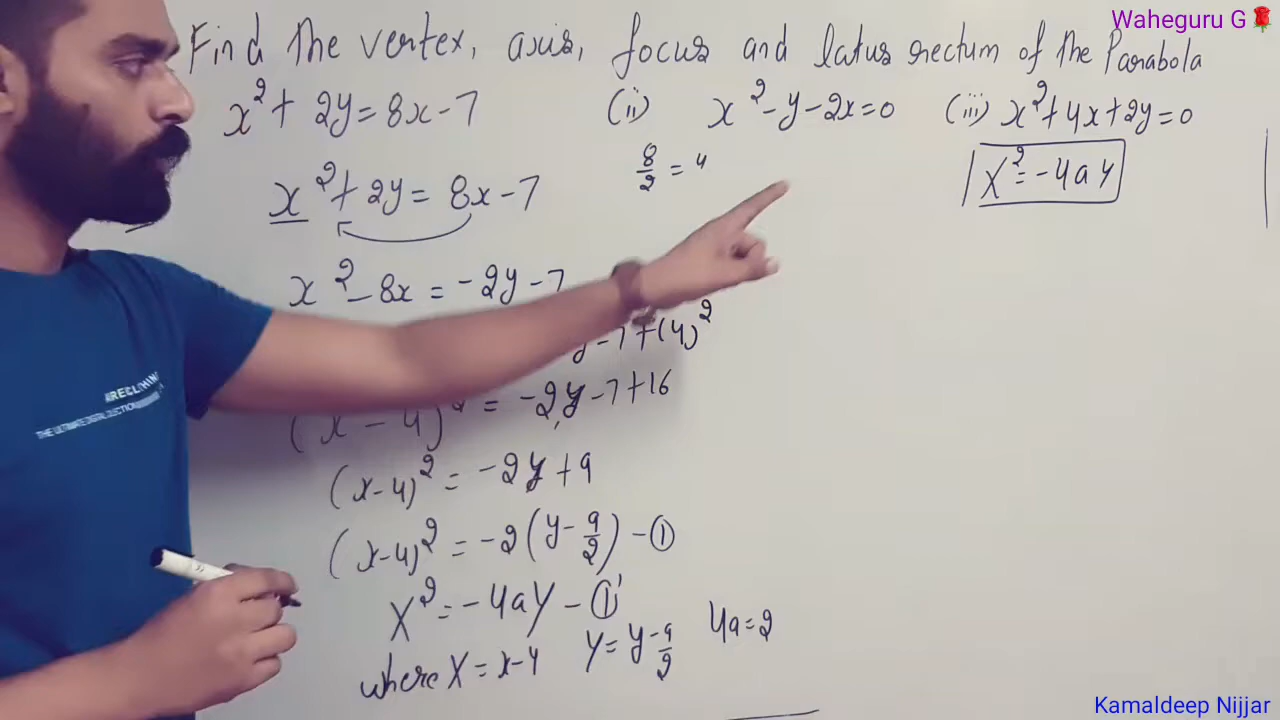 Waheguru G🌹
Find the vertex, axis, focus and latus rectum of the Parabola
x² + 2y = 8x - 7 (ii) x² - y - 2x = 0 (iii) x² + 4x + 2y = 0
8/2 = 4
X² = -4aY
x² + 2y = 8x - 7
x² - 8x = -2y - 7
y - 7 + (4)²
(x - 4)² = -2y - 7 + 16
(x - 4)² = -2y + 9
(x - 4)² = -2(y - 9/2) - ①
X² = -4aY - ①'
where X = x - 4 Y = y - 9/2 4a = 2
Kamaldeep Nijjar